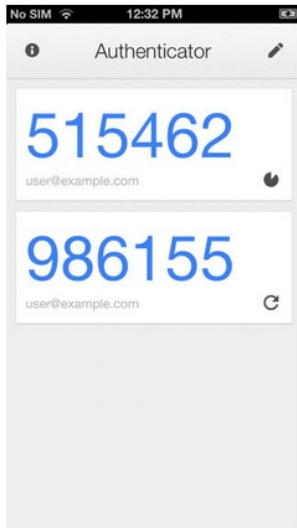 No SIM 12:32 PM
Authenticator
515462
user@example.com
986155
user@example.com